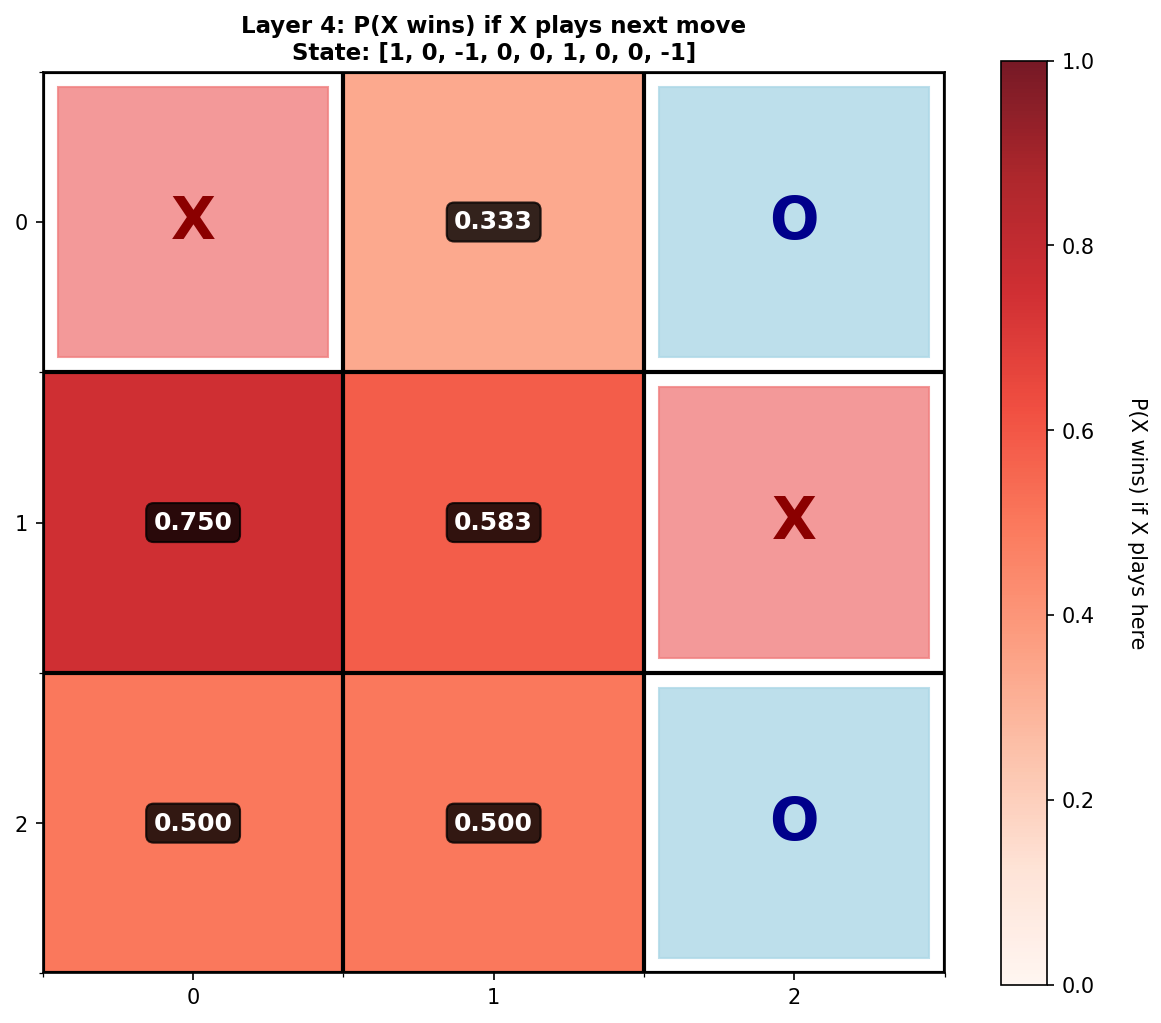 Layer 4: P(X wins) if X plays next move
State: [1, 0, -1, 0, 0, 1, 0, 0, -1]
0
X
0.333
O
1
0.750
0.583
X
2
0.500
0.500
O
0
1
2
1.0
0.8
0.6
0.4
0.2
0.0
P(X wins) if X plays here